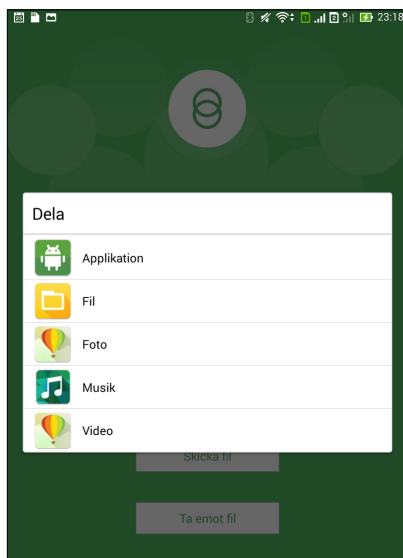 23:18
Dela
Applikation
Fil
Foto
Musik
Video
Skicka fil
Ta emot fil